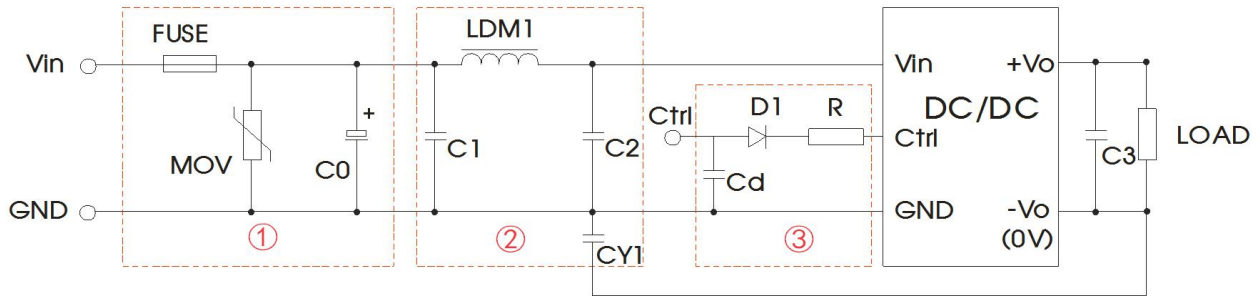 FUSE
LDM1
Vin
Vin
+Vo
DC/DC
Ctrl
D1
R
Ctrl
MOV
C0
+
C1
C2
Cd
C3
LOAD
GND
GND
-Vo
(0V)
①
②
③
CY1